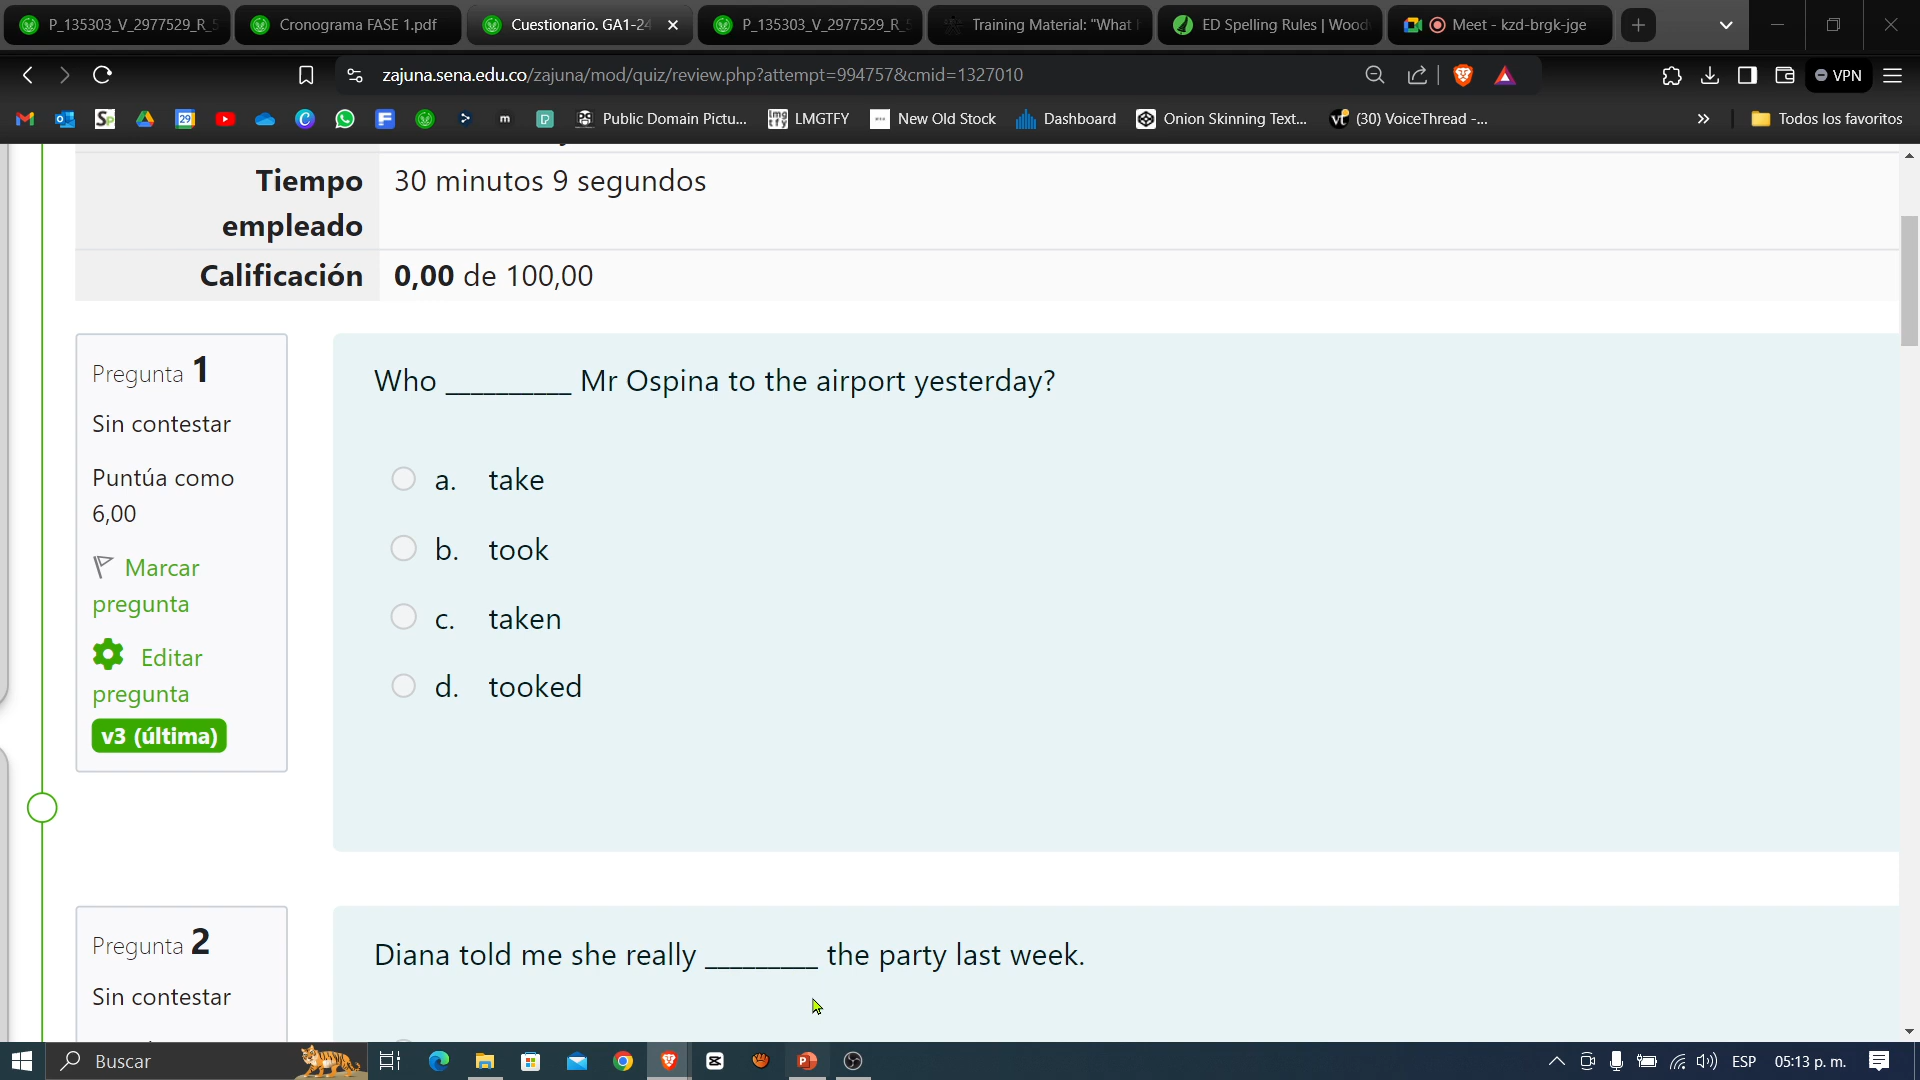 P_135303_V_2977529_R_5
Cronograma FASE 1.pdf
Cuestionario. GA1-24
P_135303_V_2977529_R_5
Training Material: "What
ED Spelling Rules | Wood
Meet - kzd-brgk-jge
zajuna.sena.edu.co/zajuna/mod/quiz/review.php?attempt=994757&cmid=1327010
VPN
Public Domain Pictu...
LMGTFY
New Old Stock
Dashboard
Onion Skinning Text...
(30) VoiceThread -...
Todos los favoritos
Tiempo
empleado
30 minutos 9 segundos
Calificación
0,00 de 100,00
Pregunta 1
Sin contestar
Puntúa como
6,00
Marcar
pregunta
Editar
pregunta
v3 (última)
Who __________ Mr Ospina to the airport yesterday?
a. take
b. took
c. taken
d. tooked
Pregunta 2
Sin contestar
Diana told me she really _________ the party last week.
Buscar
ESP
05:13 p. m.